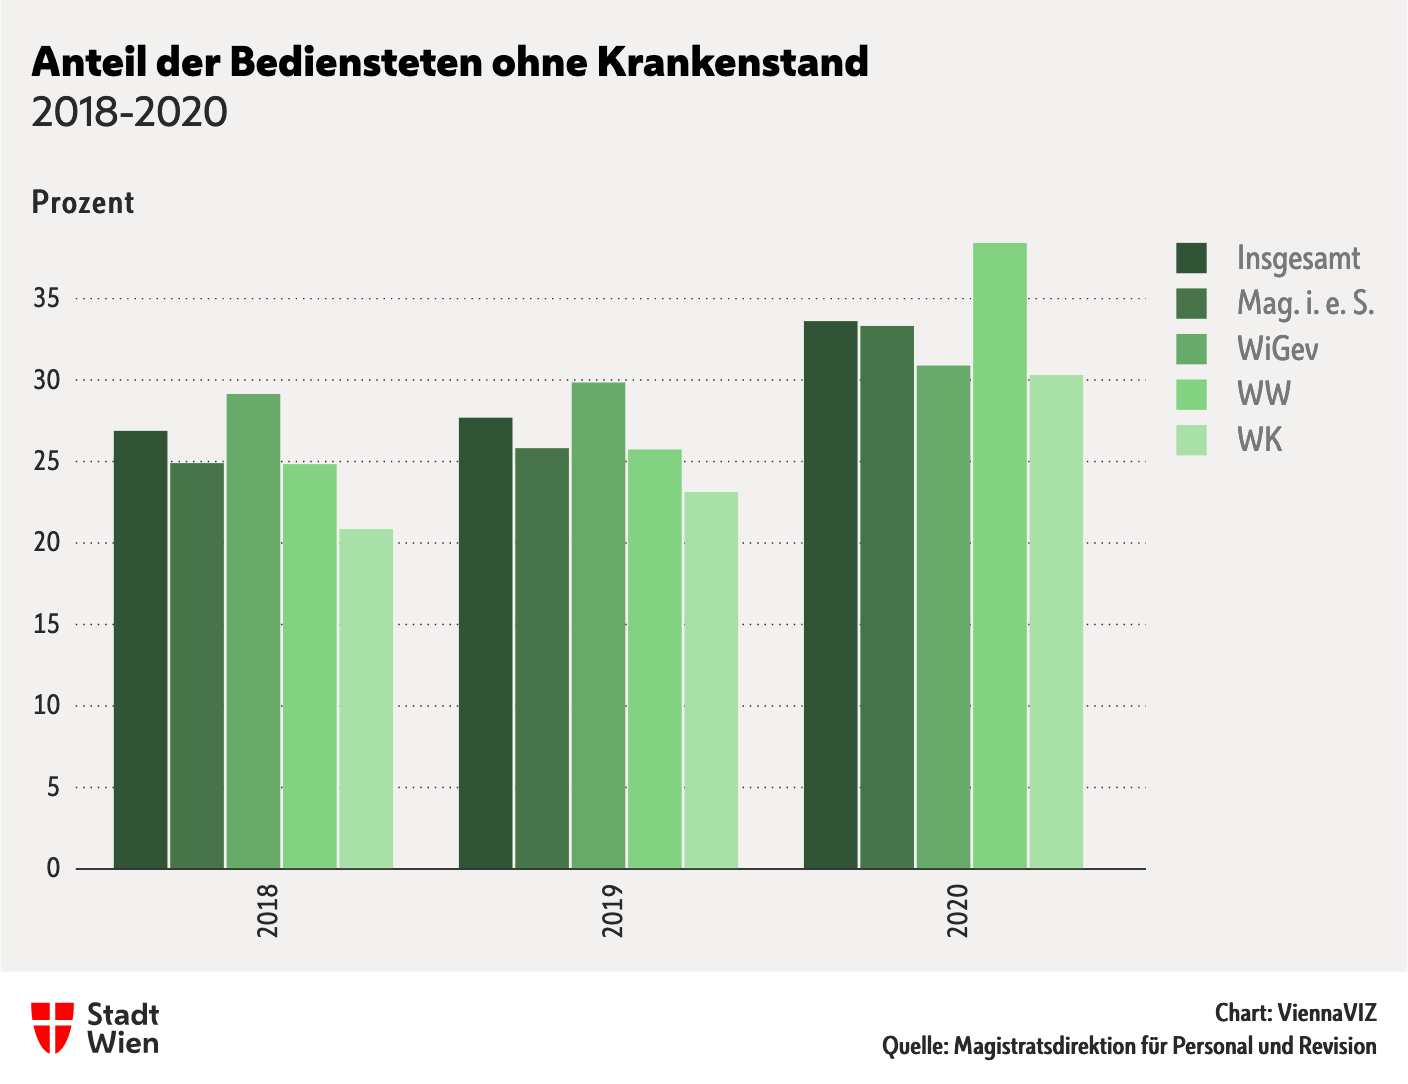 Anteil der Bediensteten ohne Krankenstand
2018-2020
Prozent
35
30
25
20
15
10
5
0
2018
2019
2020
Insgesamt
Mag. i. e. S.
WiGev
WW
WK
Stadt
Wien
Chart: ViennaVIZ
Quelle: Magistratsdirektion für Personal und Revision